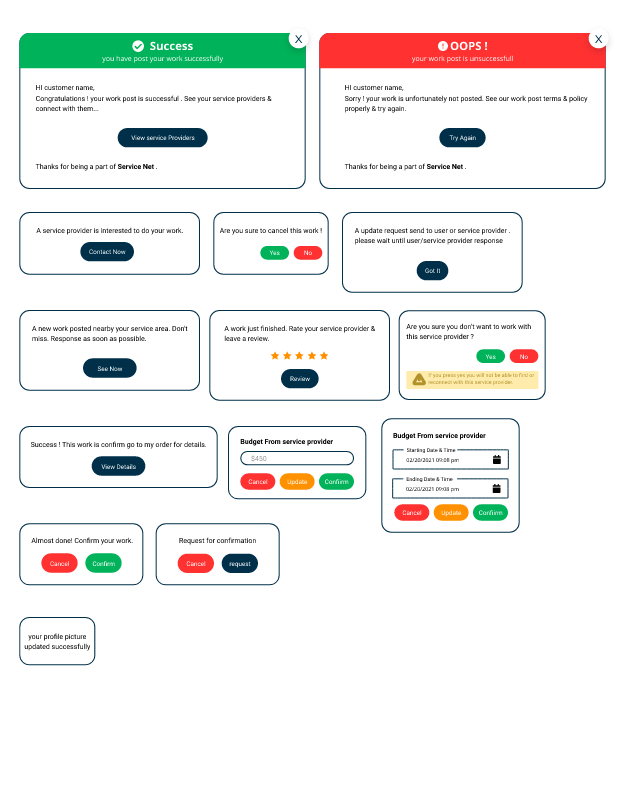 Success
you have post your work successfully
X
HI customer name,
Congratulations ! your work post is successful . See your service providers &
connect with them...
View service Providers
Thanks for being a part of Service Net .
OOPS !
your work post is unsuccessfull
X
HI customer name,
Sorry ! your work is unfortunately not posted. See our work post terms & policy
properly & try again.
Try Again
Thanks for being a part of Service Net .
A service provider is interested to do your work.
Contact Now
Are you sure to cancel this work !
Yes
No
A update request send to user or service provider .
please wait until user/service provider response
Got It
A new work posted nearby your service area. Don't
miss. Response as soon as possible.
See Now
A work just finished. Rate your service provider &
leave a review.
Review
Are you sure you don't want to work with
this service provider ?
Yes
No
If you press yes you will not be able to find or
reconnect with this service provider.
Success ! This work is confirm go to my order for details.
View Details
Budget From service provider
$450
Cancel
Update
Confiirm
Budget From service provider
Starting Date & Time
02/20/2021 09:08 pm
Ending Date & Time
02/20/2021 09:08 pm
Cancel
Update
Confiirm
Almost done! Confirm your work.
Cancel
Confirm
Request for confirmation
Cancel
request
your profile picture
updated successfully